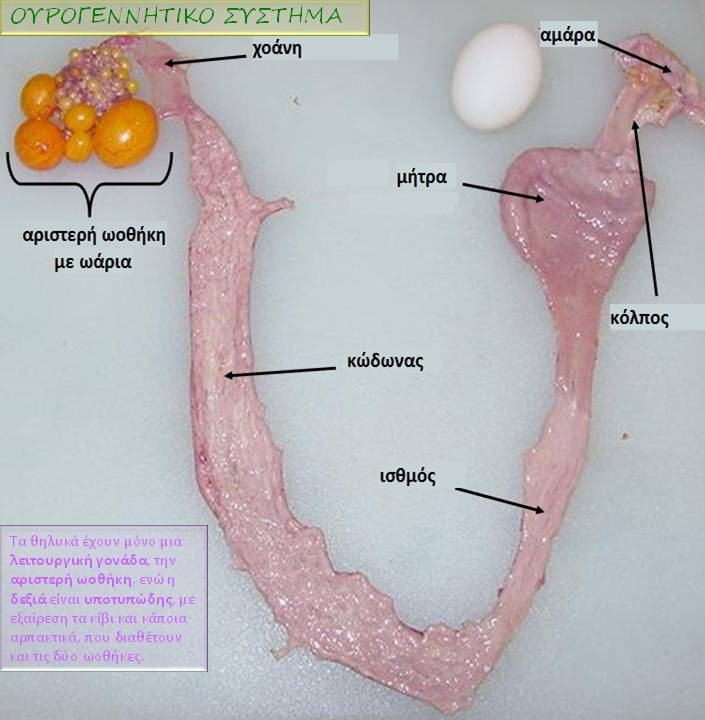 ΟΥΡΟΓΕΝΝΗΤΙΚΟ ΣΥΣΤΗΜΑ
χοάνη
αμάρα
μήτρα
αριστερή ωοθήκη
με ωάρια
κόλπος
κώδωνας
ισθμός
Τα θηλυκά έχουν μόνο μια
λειτουργική γονάδα, την
αριστερή ωοθήκη, ενώ η
δεξιά είναι υποτυπώδης, με
εξαίρεση τα κίβι και κάποια
αρπακτικά, που διαθέτουν
και τις δύο ωοθήκες.